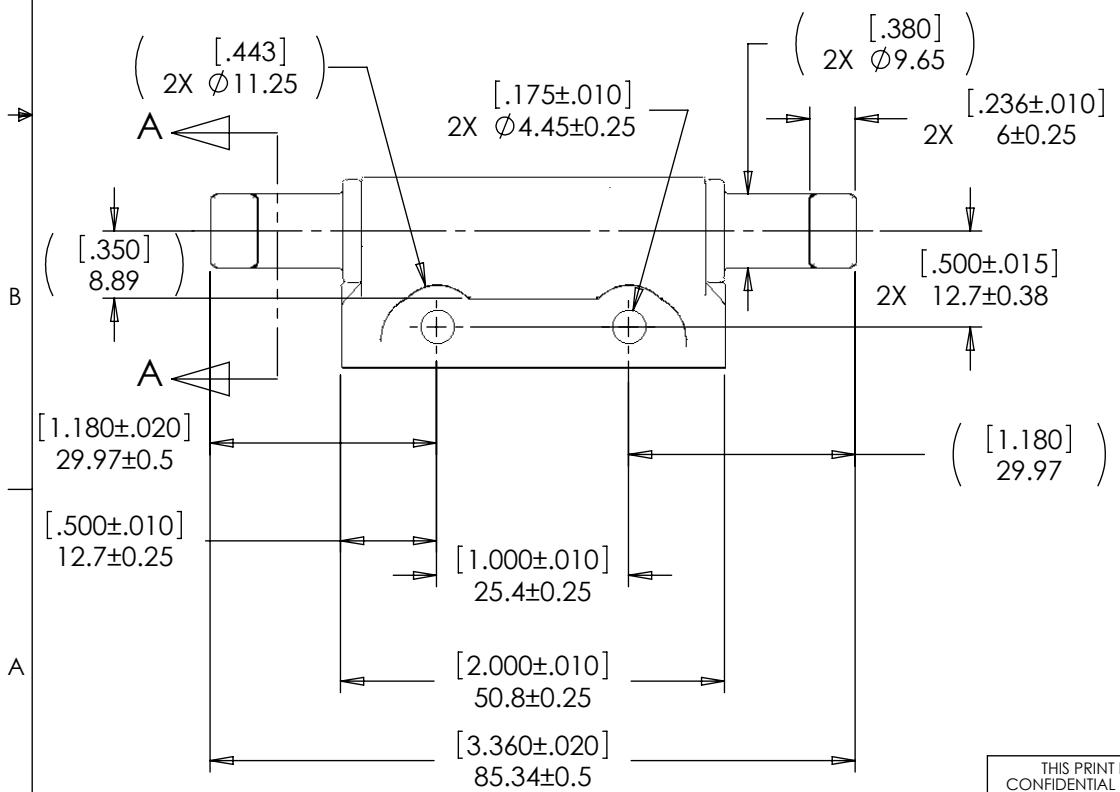 [.443]
2X ∅11.25
[.380]
2X ∅9.65
[.175±.010]
2X ∅4.45±0.25
[.236±.010]
2X 6±0.25
A
[.350]
8.89
[.500±.015]
2X 12.7±0.38
B
A
[1.180±.020]
29.97±0.5
[1.180]
29.97
[.500±.010]
12.7±0.25
[1.000±.010]
25.4±0.25
A
[2.000±.010]
50.8±0.25
[3.360±.020]
85.34±0.5
THIS PRINT
CONFIDENTIAL